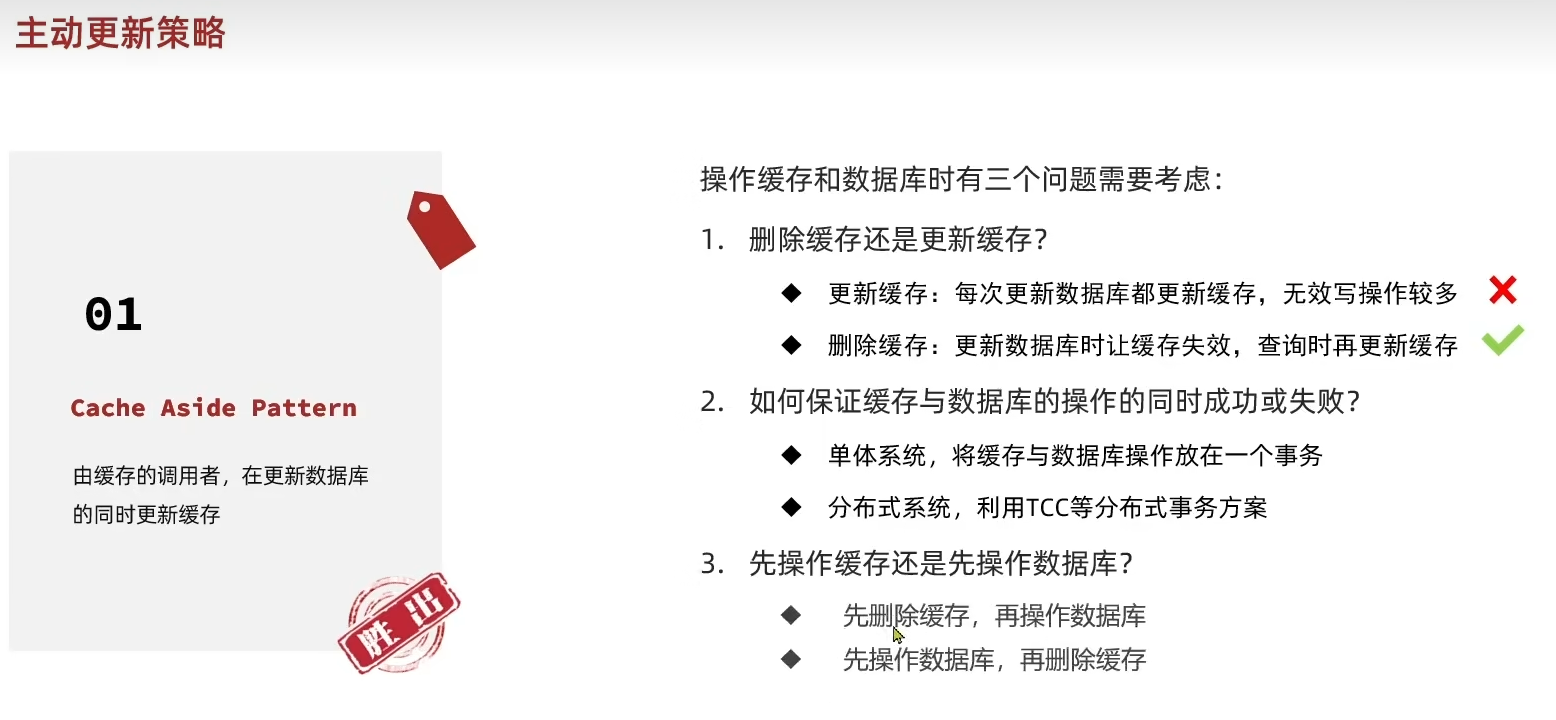 主动更新策略
01
Cache Aside Pattern
由缓存的调用者，在更新数据库
的同时更新缓存
胜出
操作缓存和数据库时有三个问题需要考虑：
1. 删除缓存还是更新缓存？
◆ 更新缓存：每次更新数据库都更新缓存，无效写操作较多
◆ 删除缓存：更新数据库时让缓存失效，查询时再更新缓存
2. 如何保证缓存与数据库的操作的同时成功或失败？
◆ 单体系统，将缓存与数据库操作放在一个事务
◆ 分布式系统，利用TCC等分布式事务方案
3. 先操作缓存还是先操作数据库？
◆ 先删除缓存，再操作数据库
◆ 先操作数据库，再删除缓存